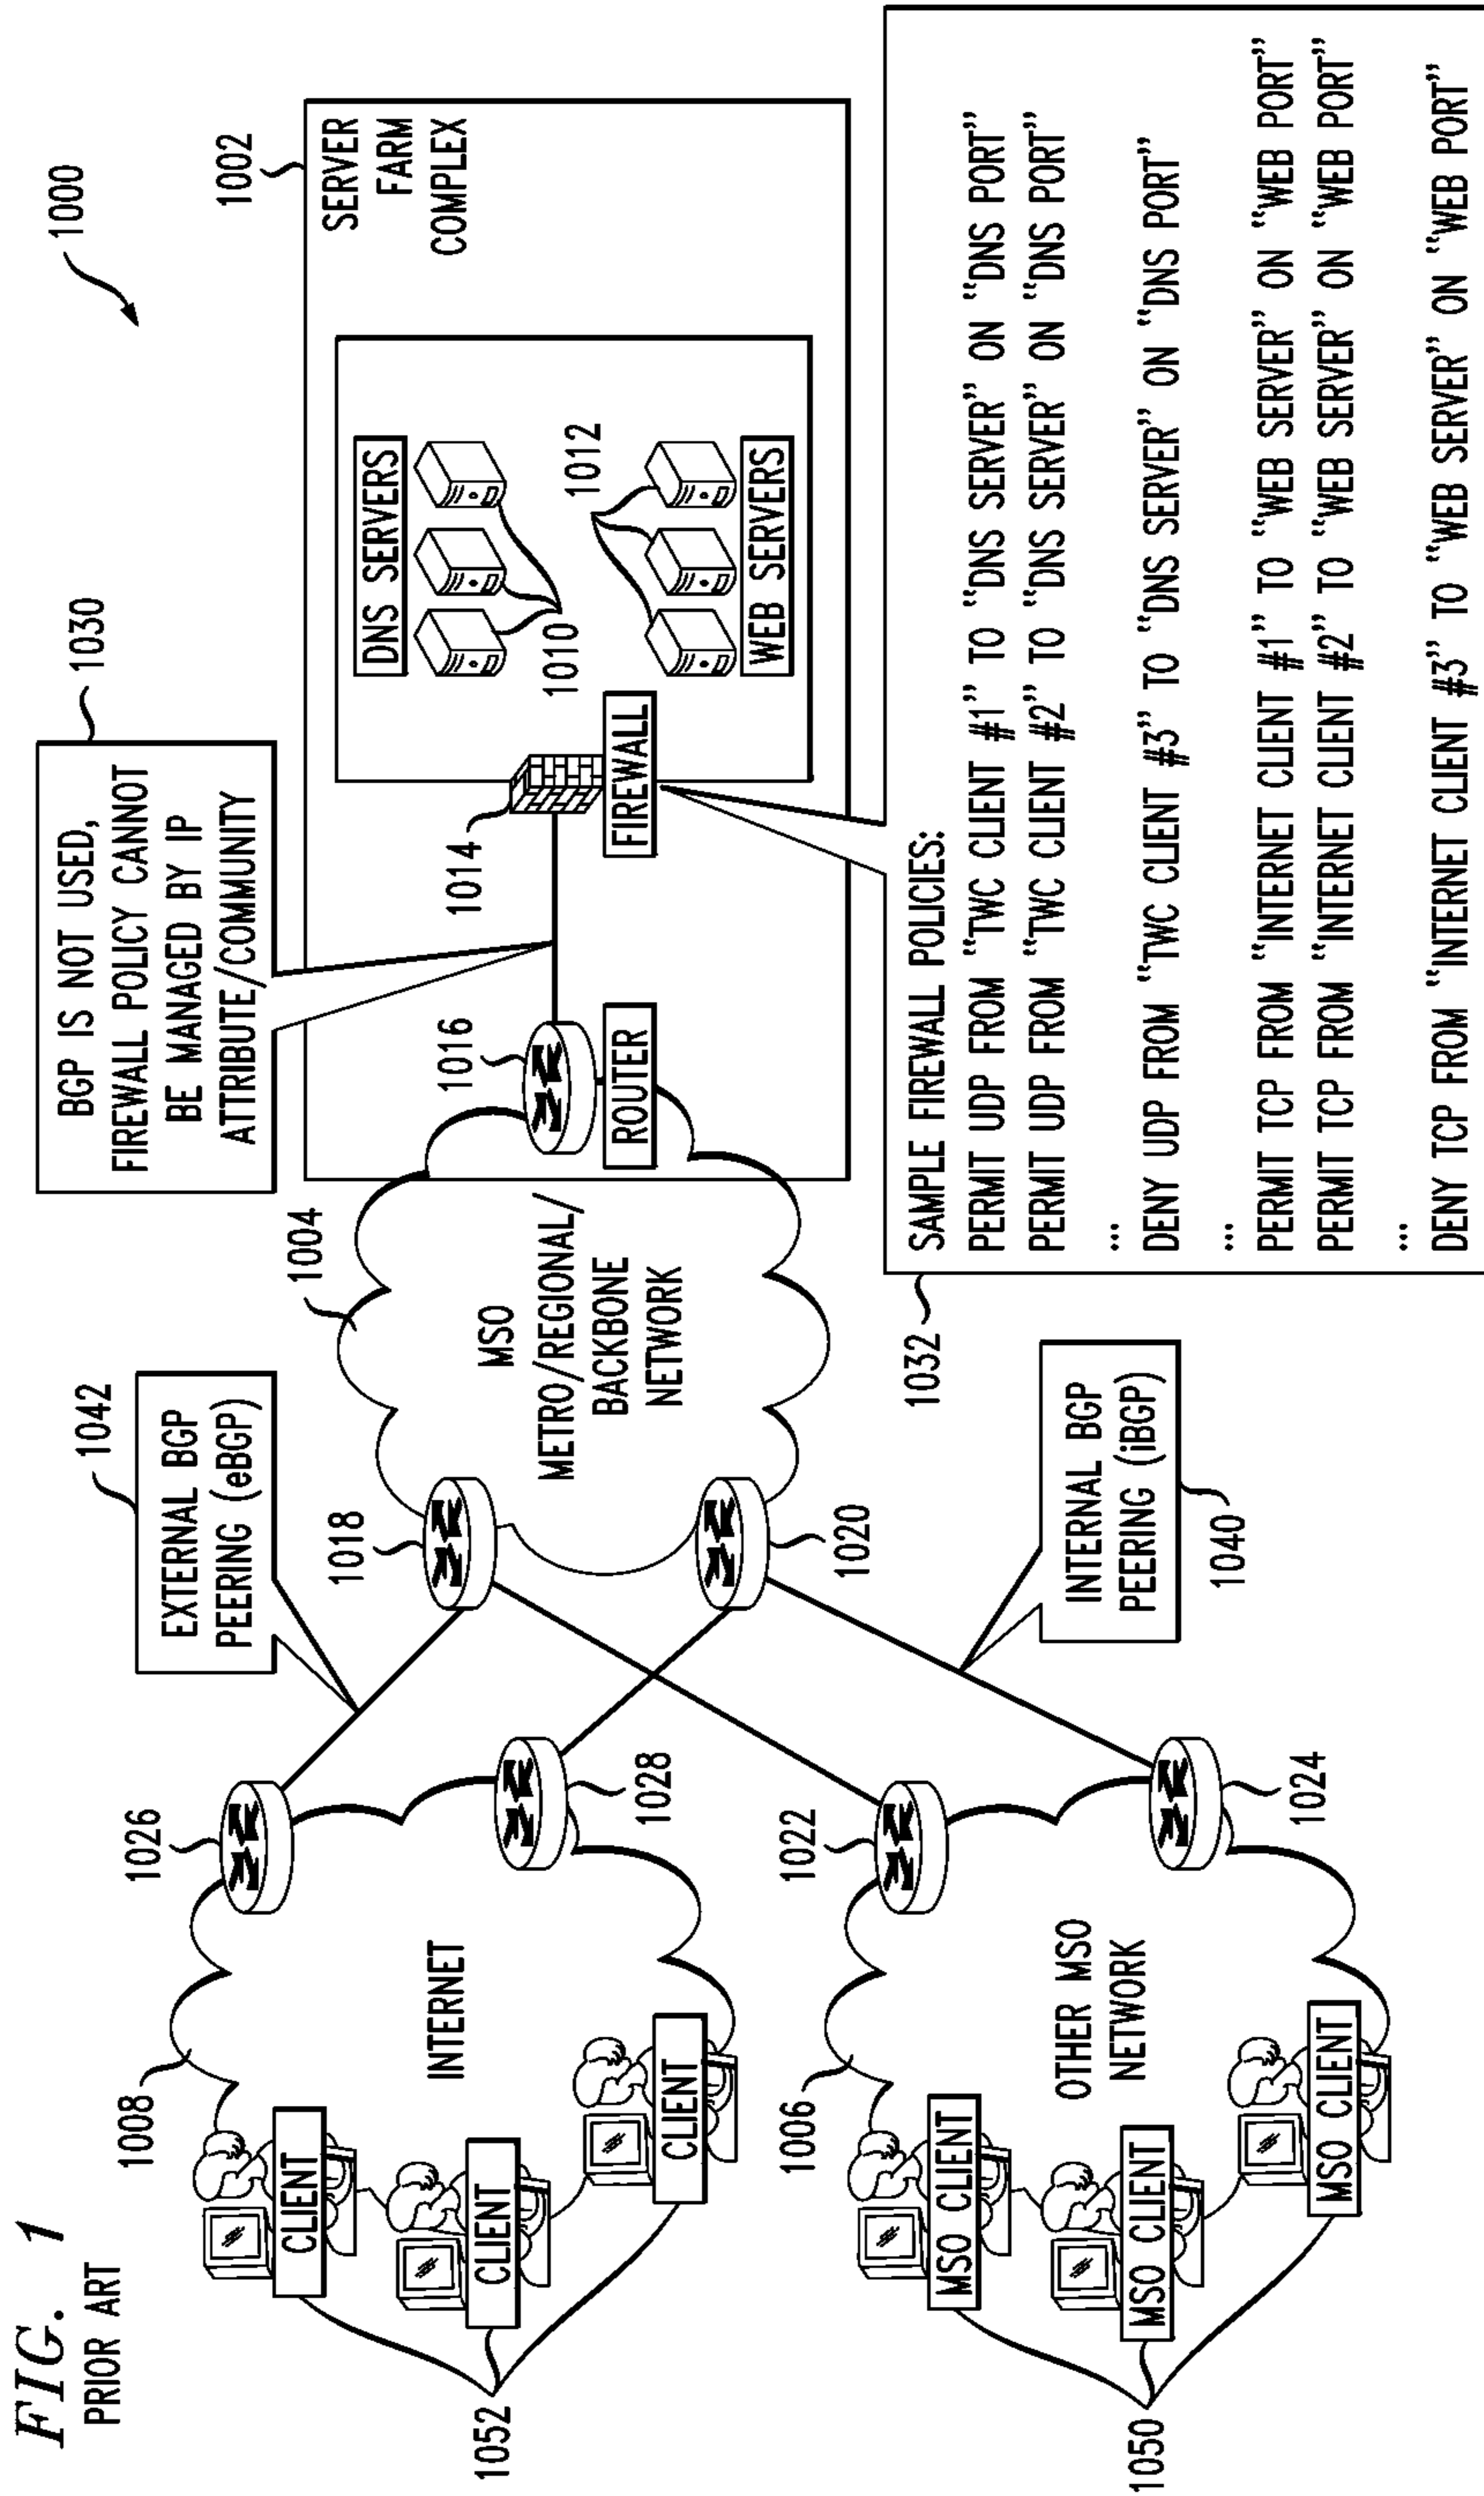 FIG. 1
PRIOR ART
1000
1030
BGP IS NOT USED,
FIREWALL POLICY CANNOT
BE MANAGED BY IP
ATTRIBUTE/COMMUNITY
1002
SERVER
FARM
COMPLEX
1042
EXTERNAL BGP
PEERING (eBGP)
1008
1026
INTERNET
1028
CLIENT
CLIENT
CLIENT
1052
1018
1004
MSO
METRO/REGIONAL/
BACKBONE
NETWORK
1016
ROUTER
1014
FIREWALL
DNS SERVERS
1010
1012
WEB SERVERS
1020
1006
1022
OTHER MSO
NETWORK
1024
MSO CLIENT
MSO CLIENT
MSO CLIENT
1050
INTERNAL BGP
PEERING (iBGP)
1040
1032
SAMPLE FIREWALL POLICIES:
PERMIT UDP FROM "TWC CLIENT #1" TO "DNS SERVER" ON "DNS PORT"
PERMIT UDP FROM "TWC CLIENT #2" TO "DNS SERVER" ON "DNS PORT"
...
DENY UDP FROM "TWC CLIENT #3" TO "DNS SERVER" ON "DNS PORT"
...
PERMIT TCP FROM "INTERNET CLIENT #1" TO "WEB SERVER" ON "WEB PORT"
PERMIT TCP FROM "INTERNET CLIENT #2" TO "WEB SERVER" ON "WEB PORT"
...
DENY TCP FROM "INTERNET CLIENT #3" TO "WEB SERVER" ON "WEB PORT"